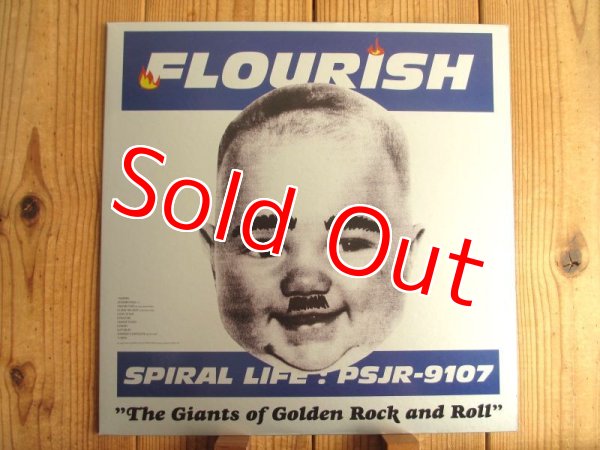 FLOURISH
Sold Out
SPIRAL LIFE : PSJR-9107
"The Giants of Golden Rock and Roll"